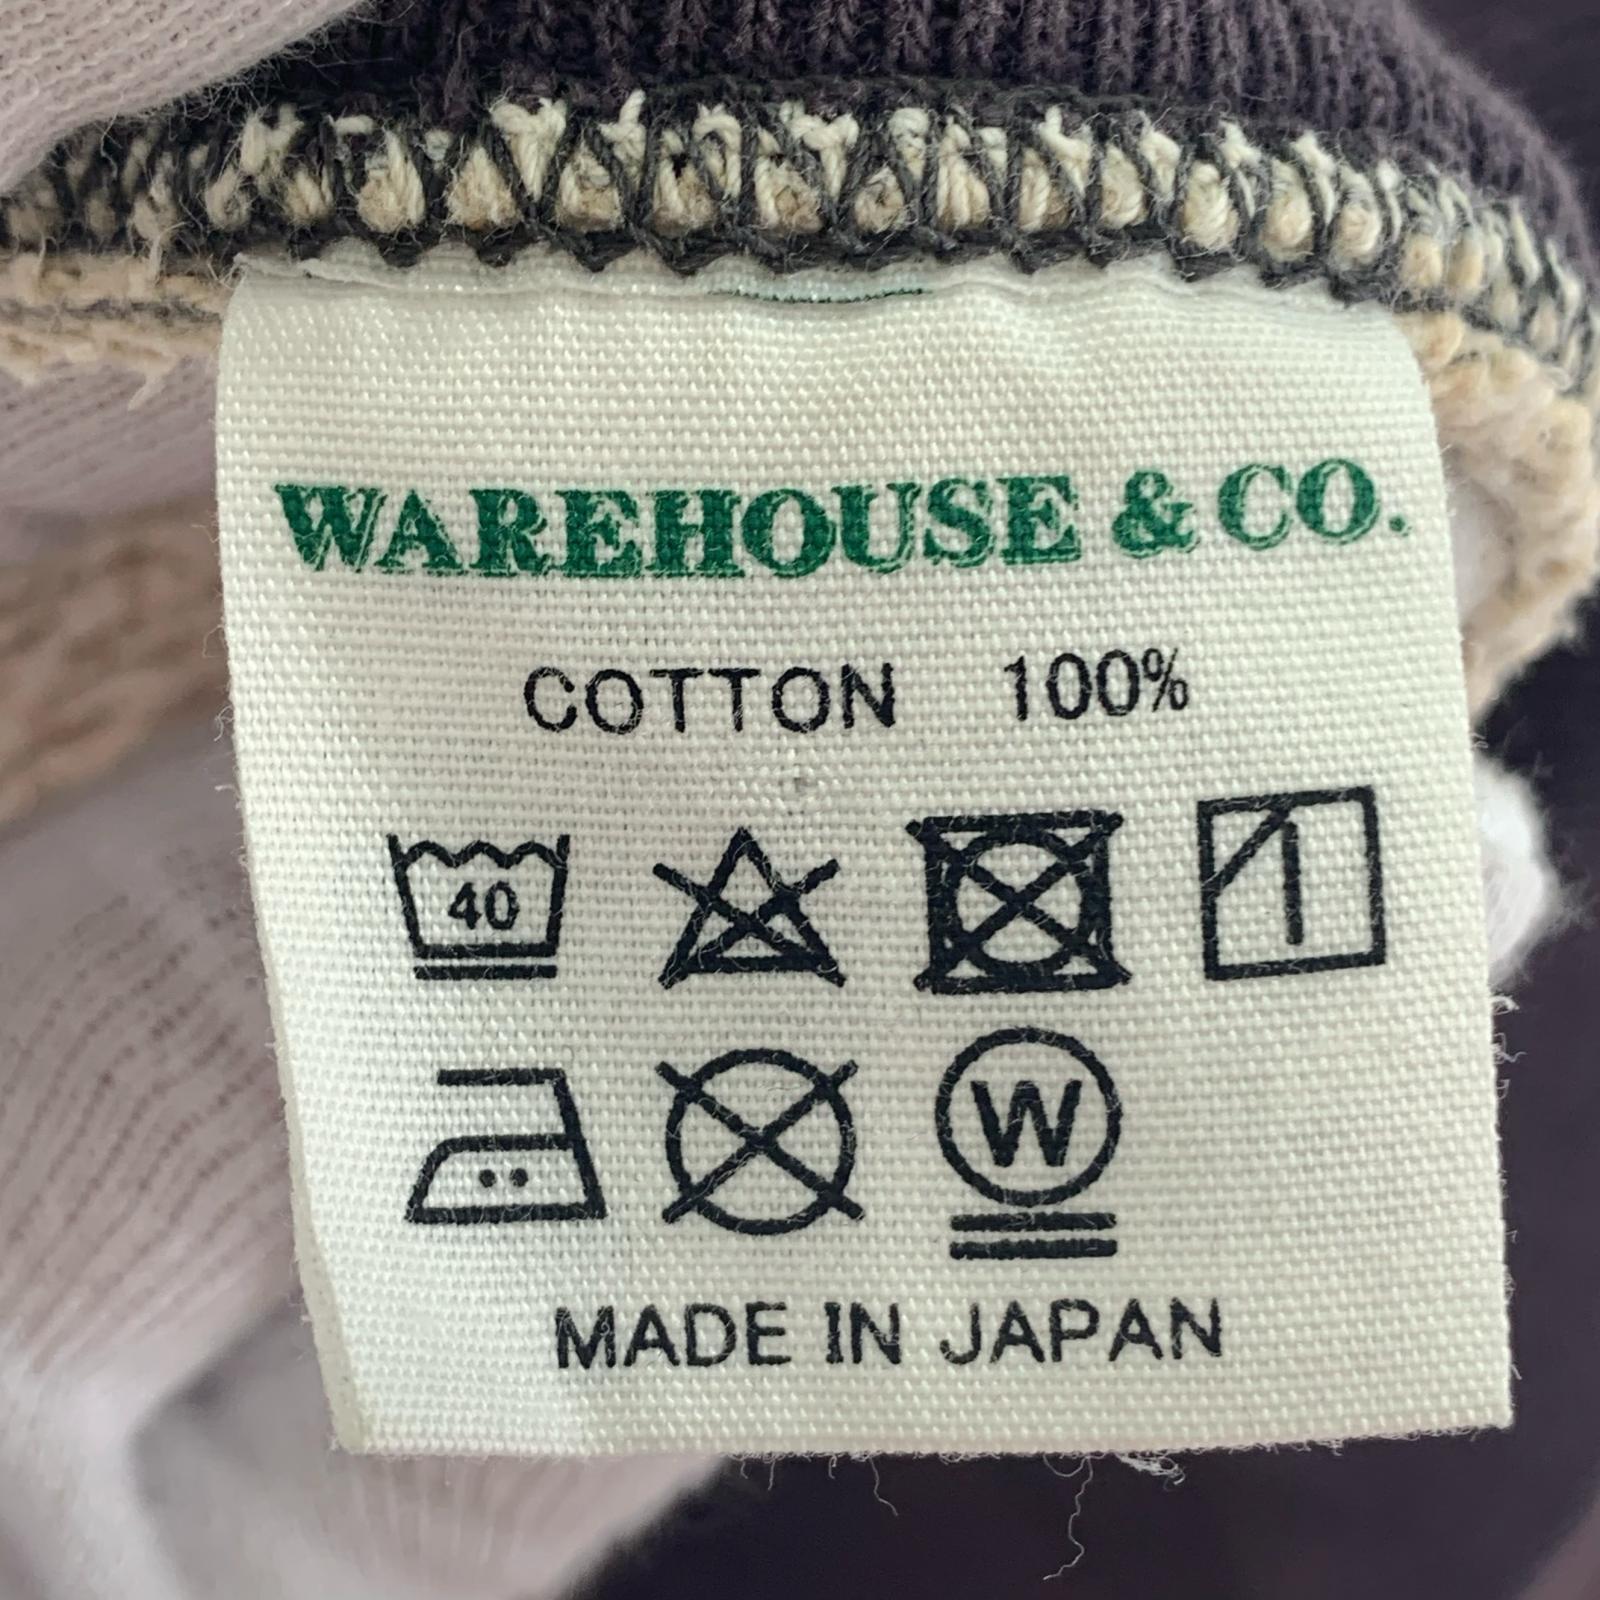 WAREHOUSE & CO.
COTTON 100%
40
W
MADE IN JAPAN